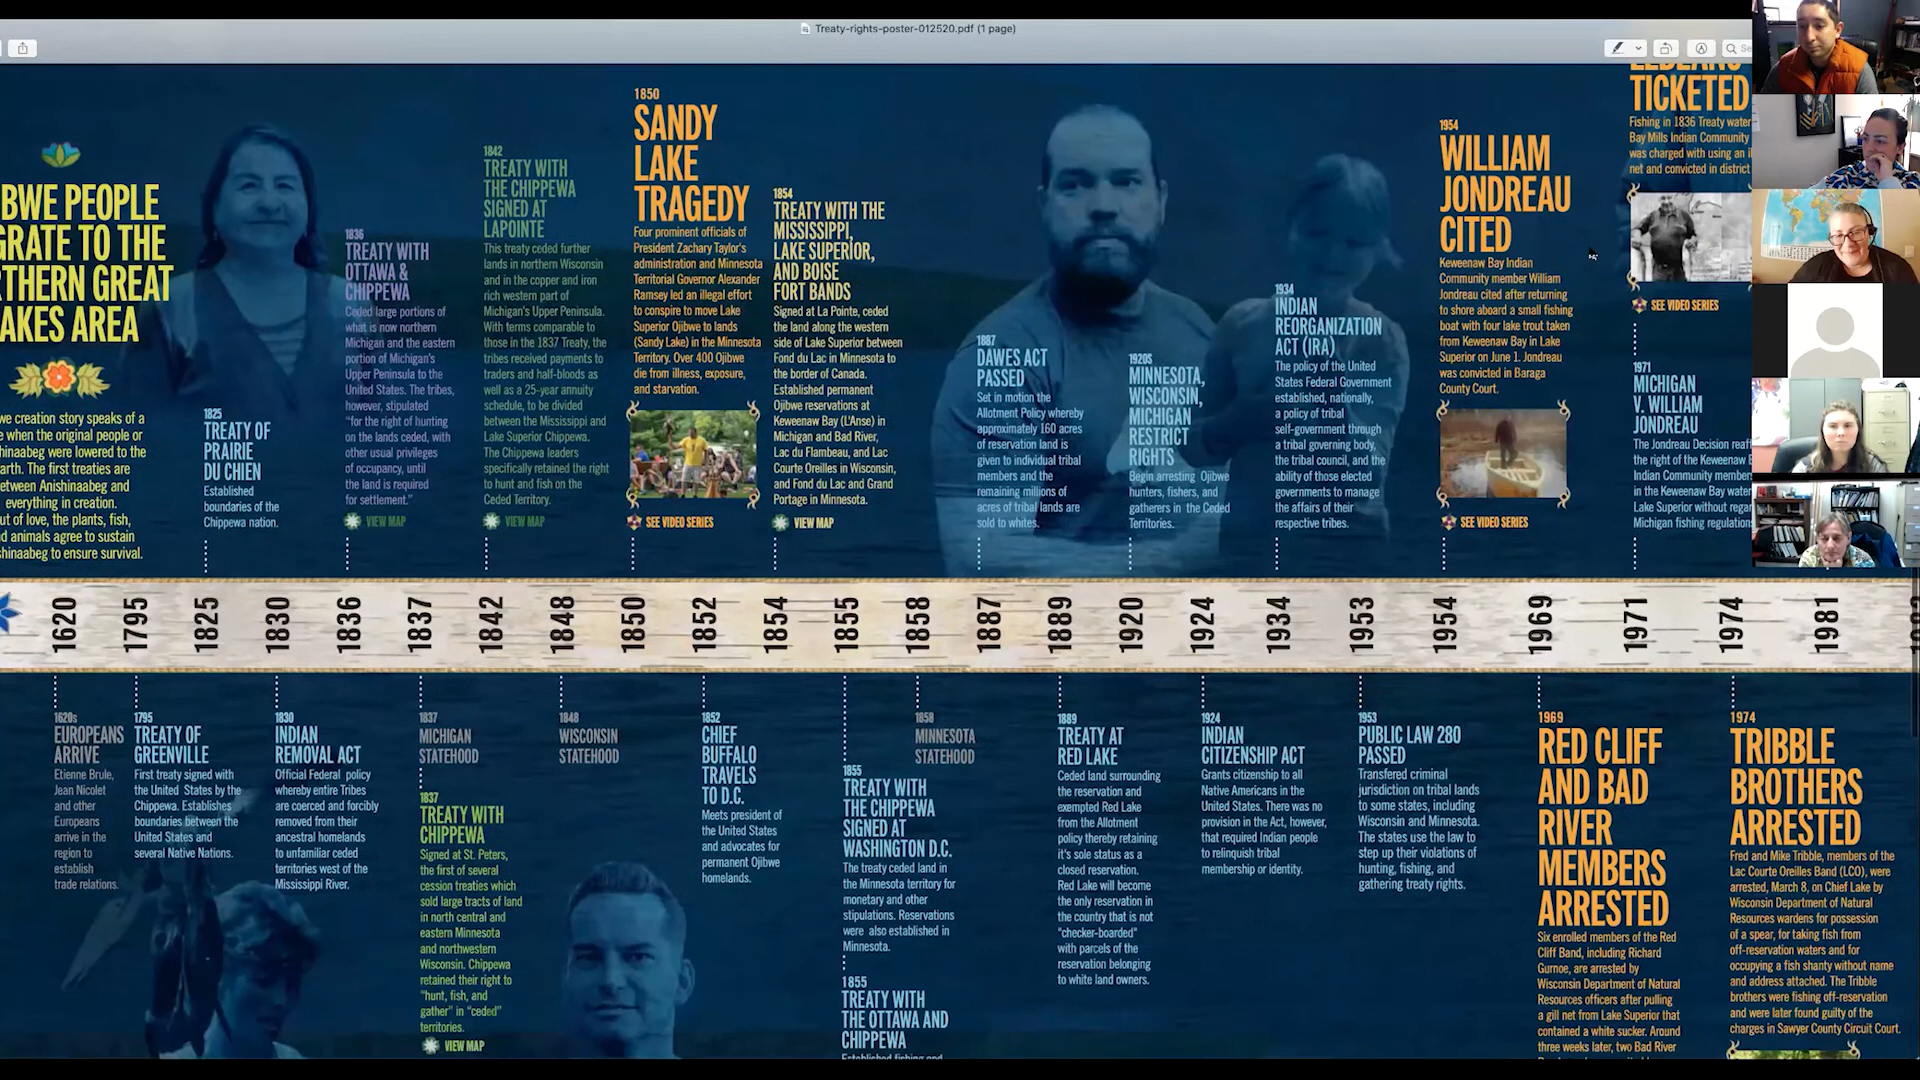 Treaty-rights-poster-012520.pdf (1 page)
BWE PEOPLE
GRATE TO THE
THERN GREAT
AKES AREA
we creation story speaks of a
e when the original people or
hinaabeg were lowered to the
arth. The first treaties are
etween Anishinaabeg and
everything in creation.
ut of love, the plants, fish,
d animals agree to sustain
shinaabeg to ensure survival.
1825
TREATY OF
PRAIRIE
DU CHIEN
Established
boundaries of the
Chippewa nation.
1836
TREATY WITH
OTTAWA &
CHIPPEWA
Ceded large portions of
what is now northern
Michigan and the eastern
portion of Michigan's
Upper Peninsula to the
United States. The tribes,
however, stipulated
"for the right of hunting
on the lands ceded, with
other usual privileges
of occupancy, until
the land is required
for settlement."
VIEW MAP
1842
TREATY WITH
THE CHIPPEWA
SIGNED AT
LAPOINTE
This treaty ceded further
lands in northern Wisconsin
and in the copper and iron
rich western part of
Michigan's Upper Peninsula.
With terms comparable to
those in the 1837 Treaty, the
tribes received payments to
traders and half-bloods as
well as a 25-year annuity
schedule, to be divided
between the Mississippi and
Lake Superior Chippewa.
The Chippewa leaders
specifically retained the right
to hunt and fish on the
Ceded Territory.
VIEW MAP
1850
SANDY
LAKE
TRAGEDY
Four prominent officials of
President Zachary Taylor's
administration and Minnesota
Territorial Governor Alexander
Ramsey led an illegal effort
to conspire to move Lake
Superior Ojibwe to lands
(Sandy Lake) in the Minnesota
Territory. Over 400 Ojibwe
die from illness, exposure,
and starvation.
SEE VIDEO SERIES
1854
TREATY WITH THE
MISSISSIPPI,
LAKE SUPERIOR,
AND BOISE
FORT BANDS
Signed at La Pointe, ceded
the land along the western
side of Lake Superior between
Fond du Lac in Minnesota to
the border of Canada.
Established permanent
Ojibwe reservations at
Keweenaw Bay (L'Anse) in
Michigan and Bad River,
Lac du Flambeau, and Lac
Courte Oreilles in Wisconsin,
and Fond du Lac and Grand
Portage in Minnesota.
VIEW MAP
1887
DAWES ACT
PASSED
Set in motion the
Allotment Policy whereby
approximately 160 acres
of reservation land is
given to individual tribal
members and the
remaining millions of
acres of tribal lands are
sold to whites.
1920S
MINNESOTA,
WISCONSIN,
MICHIGAN
RESTRICT
RIGHTS
Begin arresting Ojibwe
hunters, fishers, and
gatherers in the Ceded
Territories.
1934
INDIAN
REORGANIZATION
ACT (IRA)
The policy of the United
States Federal Government
established, nationally,
a policy of tribal
self-government through
a tribal governing body,
the tribal council, and the
ability of those elected
governments to manage
the affairs of their
respective tribes.
1954
WILLIAM
JONDREAU
CITED
Keweenaw Bay Indian
Community member William
Jondreau cited after returning
to shore aboard a small fishing
boat with four lake trout taken
from Keweenaw Bay in Lake
Superior on June 1. Jondreau
was convicted in Baraga
County Court.
SEE VIDEO SERIES
TICKETED
Fishing in 1836 Treaty water
Bay Mills Indian Community
was charged with using an il
net and convicted in district
SEE VIDEO SERIES
1971
MICHIGAN
V. WILLIAM
JONDREAU
The Jondreau Decision reaff
the right of the Keweenaw B
Indian Community members
in the Keweenaw Bay water
Lake Superior without regar
Michigan fishing regulation
1620 1795 1825 1830 1836 1837 1842 1848 1850 1852 1854 1855 1858 1887 1889 1920 1924 1934 1953 1954 1969 1971 1974 1981
1620s
EUROPEANS
ARRIVE
Etienne Brule,
Jean Nicolet
and other
Europeans
arrive in the
region to
establish
trade relations.
1795
TREATY OF
GREENVILLE
First treaty signed with
the United States by the
Chippewa. Establishes
boundaries between the
United States and
several Native Nations.
1830
INDIAN
REMOVAL ACT
Official Federal policy
whereby entire Tribes
are coerced and forcibly
removed from their
ancestral homelands
to unfamiliar ceded
territories west of the
Mississippi River.
1837
MICHIGAN
STATEHOOD
1837
TREATY WITH
CHIPPEWA
Signed at St. Peters,
the first of several
cession treaties which
sold large tracts of land
in north central and
eastern Minnesota
and northwestern
Wisconsin. Chippewa
retained their right to
"hunt, fish, and
gather" in "ceded"
territories.
VIEW MAP
1848
WISCONSIN
STATEHOOD
1852
CHIEF
BUFFALO
TRAVELS
TO D.C.
Meets president of
the United States
and advocates for
permanent Ojibwe
homelands.
1855
TREATY WITH
THE CHIPPEWA
SIGNED AT
WASHINGTON D.C.
The treaty ceded land in
the Minnesota territory for
monetary and other
stipulations. Reservations
were also established in
Minnesota.
1855
TREATY WITH
THE OTTAWA AND
CHIPPEWA
Established fishing and
1858
MINNESOTA
STATEHOOD
1889
TREATY AT
RED LAKE
Ceded land surrounding
the reservation and
exempted Red Lake
from the Allotment
policy thereby retaining
it's sole status as a
closed reservation.
Red Lake will become
the only reservation in
the country that is not
"checker-boarded"
with parcels of the
reservation belonging
to white land owners.
1924
INDIAN
CITIZENSHIP ACT
Grants citizenship to all
Native Americans in the
United States. There was no
provision in the Act, however,
that required Indian people
to relinquish tribal
membership or identity.
1953
PUBLIC LAW 280
PASSED
Transfered criminal
jurisdiction on tribal lands
to some states, including
Wisconsin and Minnesota.
The states use the law to
step up their violations of
hunting, fishing, and
gathering treaty rights.
1969
RED CLIFF
AND BAD
RIVER
MEMBERS
ARRESTED
Six enrolled members of the Red
Cliff Band, including Richard
Gurnoe, are arrested by
Wisconsin Department of Natural
Resources officers after pulling
a gill net from Lake Superior that
contained a white sucker. Around
three weeks later, two Bad River
1974
TRIBBLE
BROTHERS
ARRESTED
Fred and Mike Tribble, members of the
Lac Courte Oreilles Band (LCO), were
arrested, March 8, on Chief Lake by
Wisconsin Department of Natural
Resources wardens for possession
of a spear, for taking fish from
off-reservation waters and for
occupying a fish shanty without name
and address attached. The Tribble
brothers were fishing off-reservation
and were later found guilty of the
charges in Sawyer County Circuit Court.